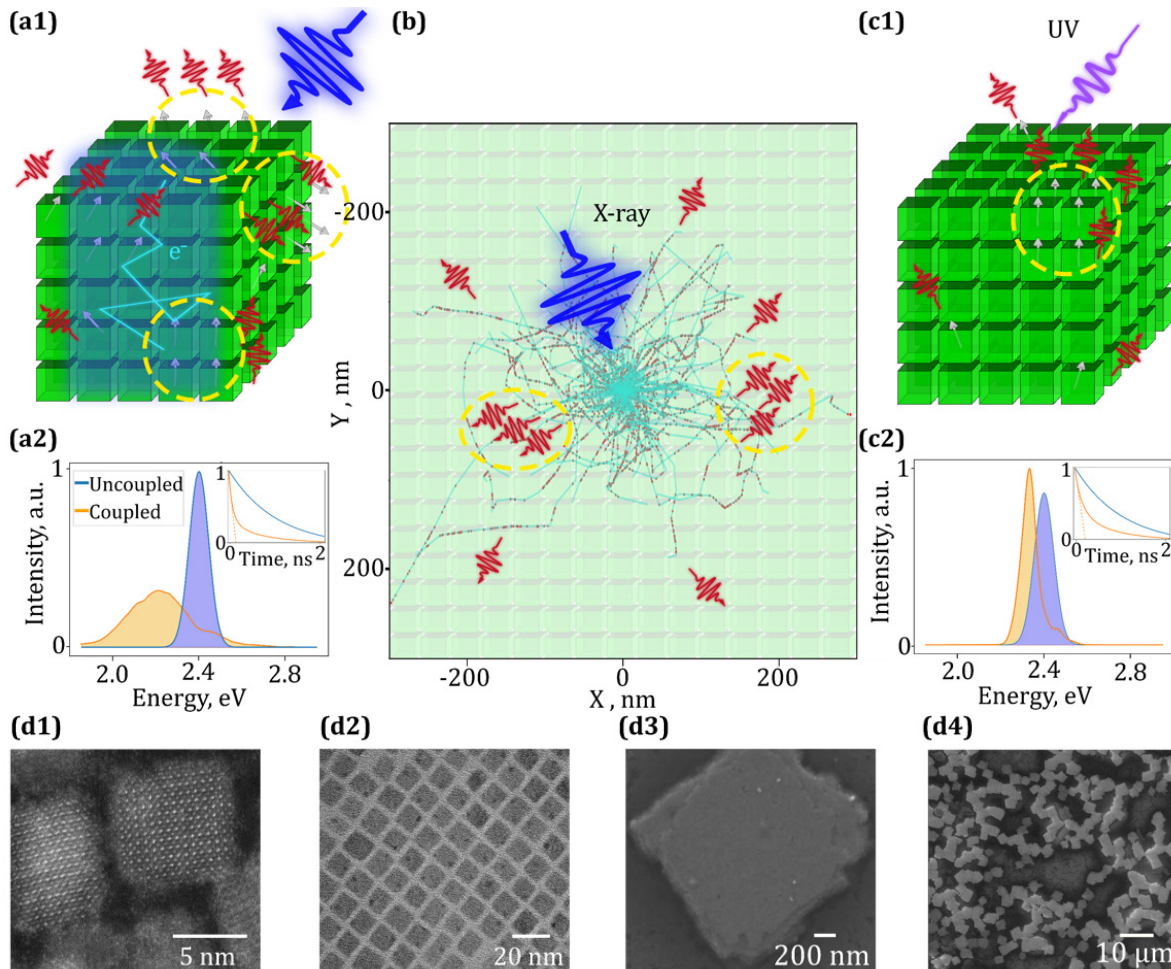 (a1)
e⁻
(b)
X-ray
-200
0
200
Y, nm
-200
0
200
X, nm
(c1)
UV
(a2)
1
0
Intensity, a.u.
Uncoupled
Coupled
1
0
0
2
Time, ns
2.0
2.4
2.8
Energy, eV
(c2)
1
0
Intensity, a.u.
1
0
0
2
Time, ns
2.0
2.4
2.8
Energy, eV
(d1)
5 nm
(d2)
20 nm
(d3)
200 nm
(d4)
10 μm